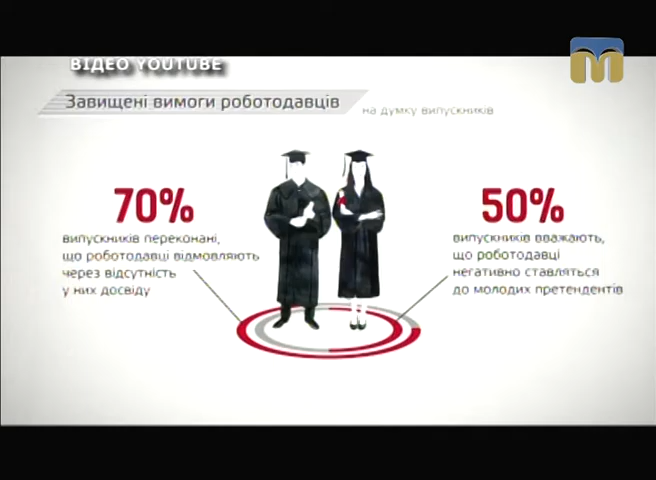 ВІДЕО YOUTUBE
Завищені вимоги роботодавців
на думку випускників
70%
випускників переконані,
що роботодавці відмовляють
через відсутність
у них досвіду
50%
випускників вважають,
що роботодавці
негативно ставляться
до молодих претендентів